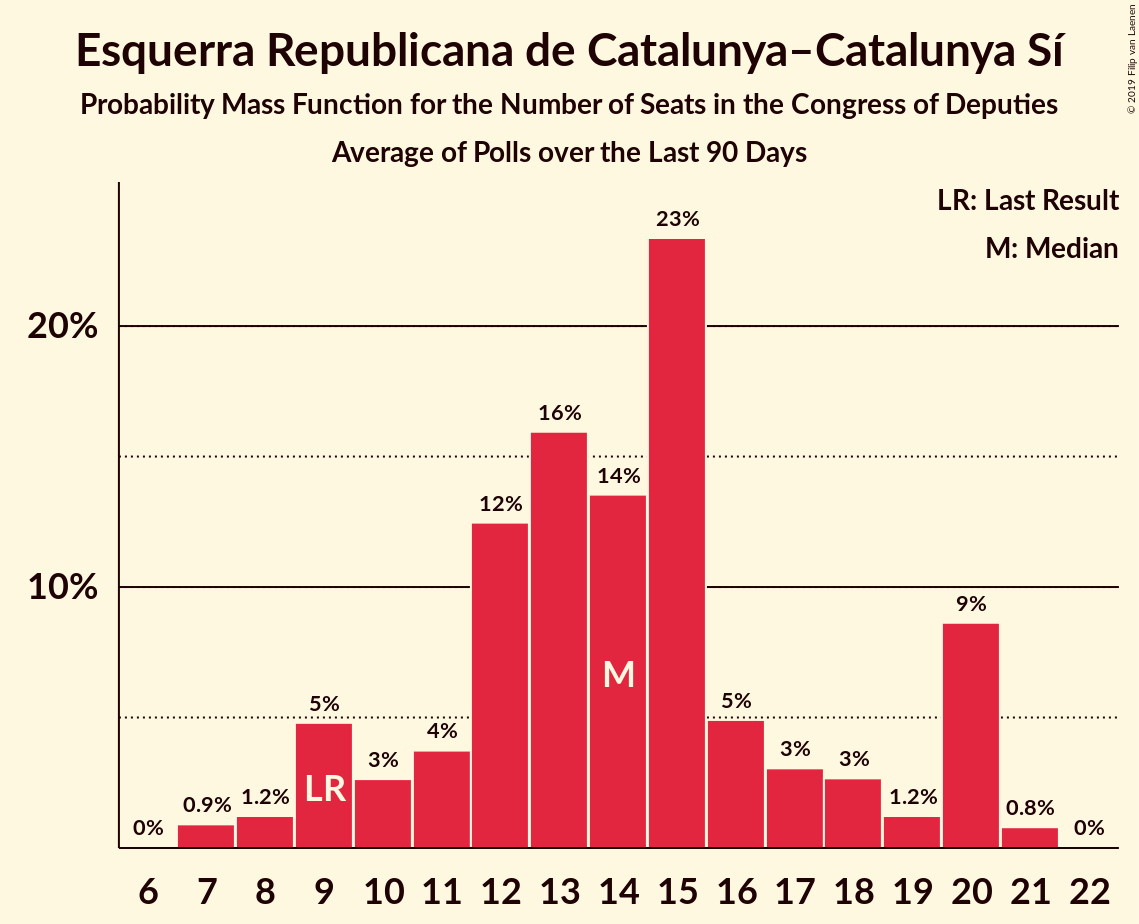 Esquerra Republicana de Catalunya–Catalunya Sí
Probability Mass Function for the Number of Seats in the Congress of Deputies
Average of Polls over the Last 90 Days
© 2019 Filip van Laenen
LR: Last Result
M: Median
20%
10%
0%
0.9%
1.2%
5%
3%
4%
12%
16%
14%
23%
5%
3%
3%
1.2%
9%
0.8%
0%
LR
M
6 7 8 9 10 11 12 13 14 15 16 17 18 19 20 21 22